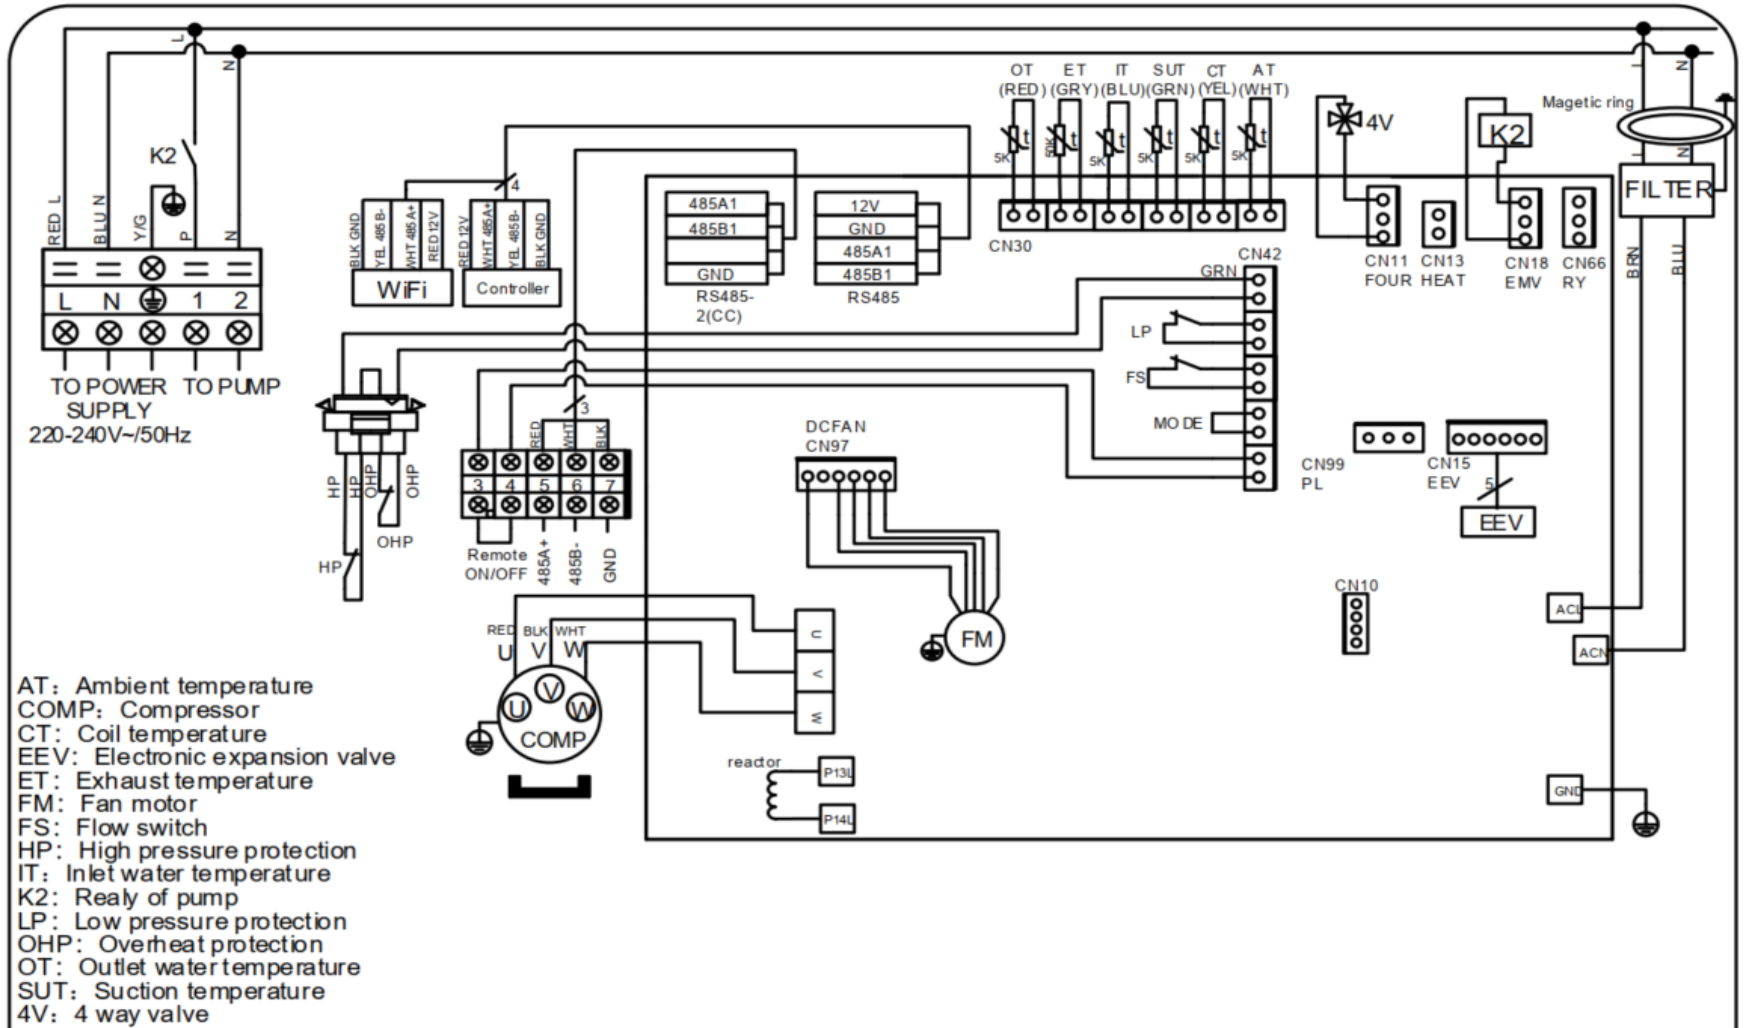 L
N
L
N
OT
ET
IT
SUT
CT
AT
(RED)
(GRY)
(BLU)
(GRN)
(YEL)
(WHT)
Magetic ring
4V
K2
K2
t
t
t
t
t
t
5K
50K
5K
5K
5K
5K
L
N
FILTER
RED L
BLU N
Y/G
P
N
4
BLK GND
YEL 485B-
WHT 485A+
RED 12V
RED 12V
WHT 485A+
YEL 485B-
BLK GND
WiFi
Controller
485A1
485B1
GND
RS485-
2(CC)
12V
GND
485A1
485B1
RS485
CN30
CN42
GRN
CN11
FOUR
CN13
HEAT
CN18
EMV
CN66
RY
BRN
BLU
L
N
1
2
TO POWER
SUPPLY
220-240V~/50Hz
TO PUMP
LP
FS
MODE
3
RED
WHT
BLK
DCFAN
CN97
CN99
PL
CN15
EEV
5
EEV
HP
HP
OHP
OHP
OHP
HP
3
4
5
6
7
Remote
ON/OFF
485A+
485B-
GND
CN10
ACL
ACN
FM
RED
BLK
WHT
U
V
W
U
V
W
U
V
W
COMP
reactor
P13L
P14L
GND
AT: Ambient temperature
COMP: Compressor
CT: Coil temperature
EEV: Electronic expansion valve
ET: Exhaust temperature
FM: Fan motor
FS: Flow switch
HP: High pressure protection
IT: Inlet water temperature
K2: Realy of pump
LP: Low pressure protection
OHP: Overheat protection
OT: Outlet water temperature
SUT: Suction temperature
4V: 4 way valve